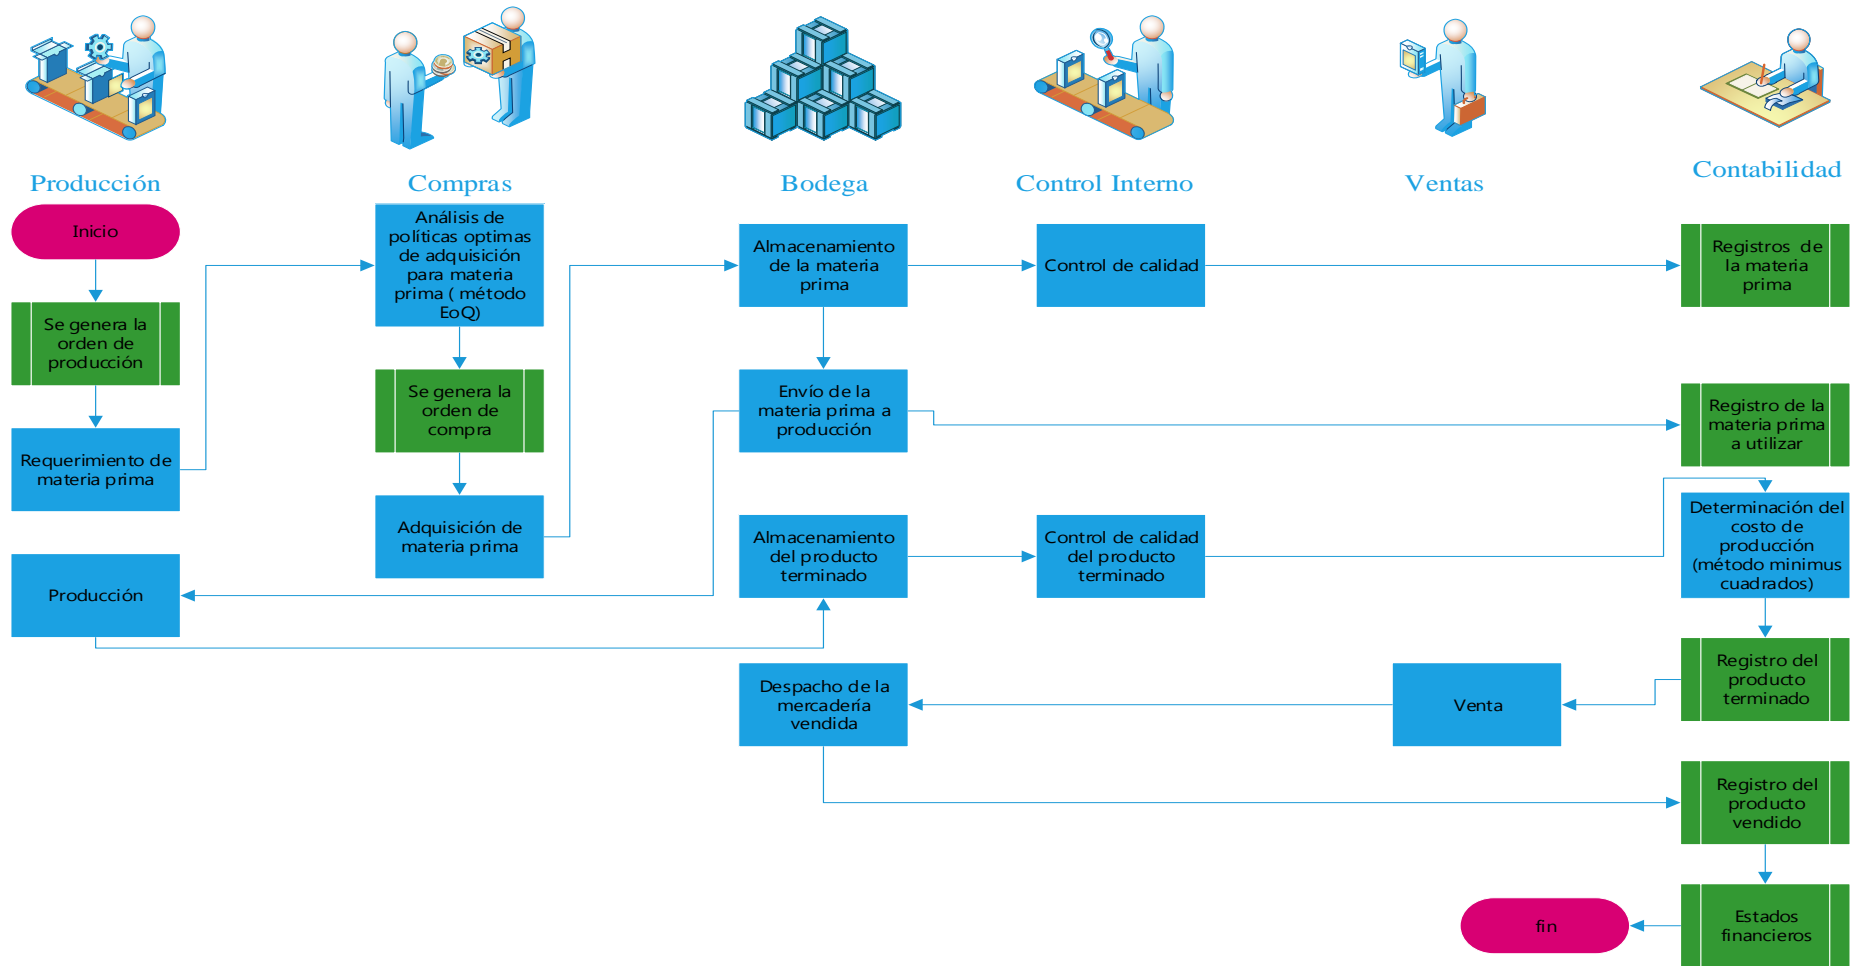 Producción
Compras
Bodega
Control Interno
Ventas
Contabilidad
Inicio
Se genera la
orden de
producción
Requerimiento de
materia prima
Producción
Análisis de
políticas optimas
de adquisición
para materia
prima ( método
EoQ)
Se genera la
orden de
compra
Adquisición de
materia prima
Almacenamiento
de la materia
prima
Envío de la
materia prima a
producción
Almacenamiento
del producto
terminado
Despacho de la
mercadería
vendida
Control de calidad
Control de calidad
del producto
terminado
Venta
Registros de
la materia
prima
Registro de la
materia prima
a utilizar
Determinación del
costo de
producción
(método minimus
cuadrados)
Registro del
producto
terminado
Registro del
producto
vendido
Estados
financieros
fin